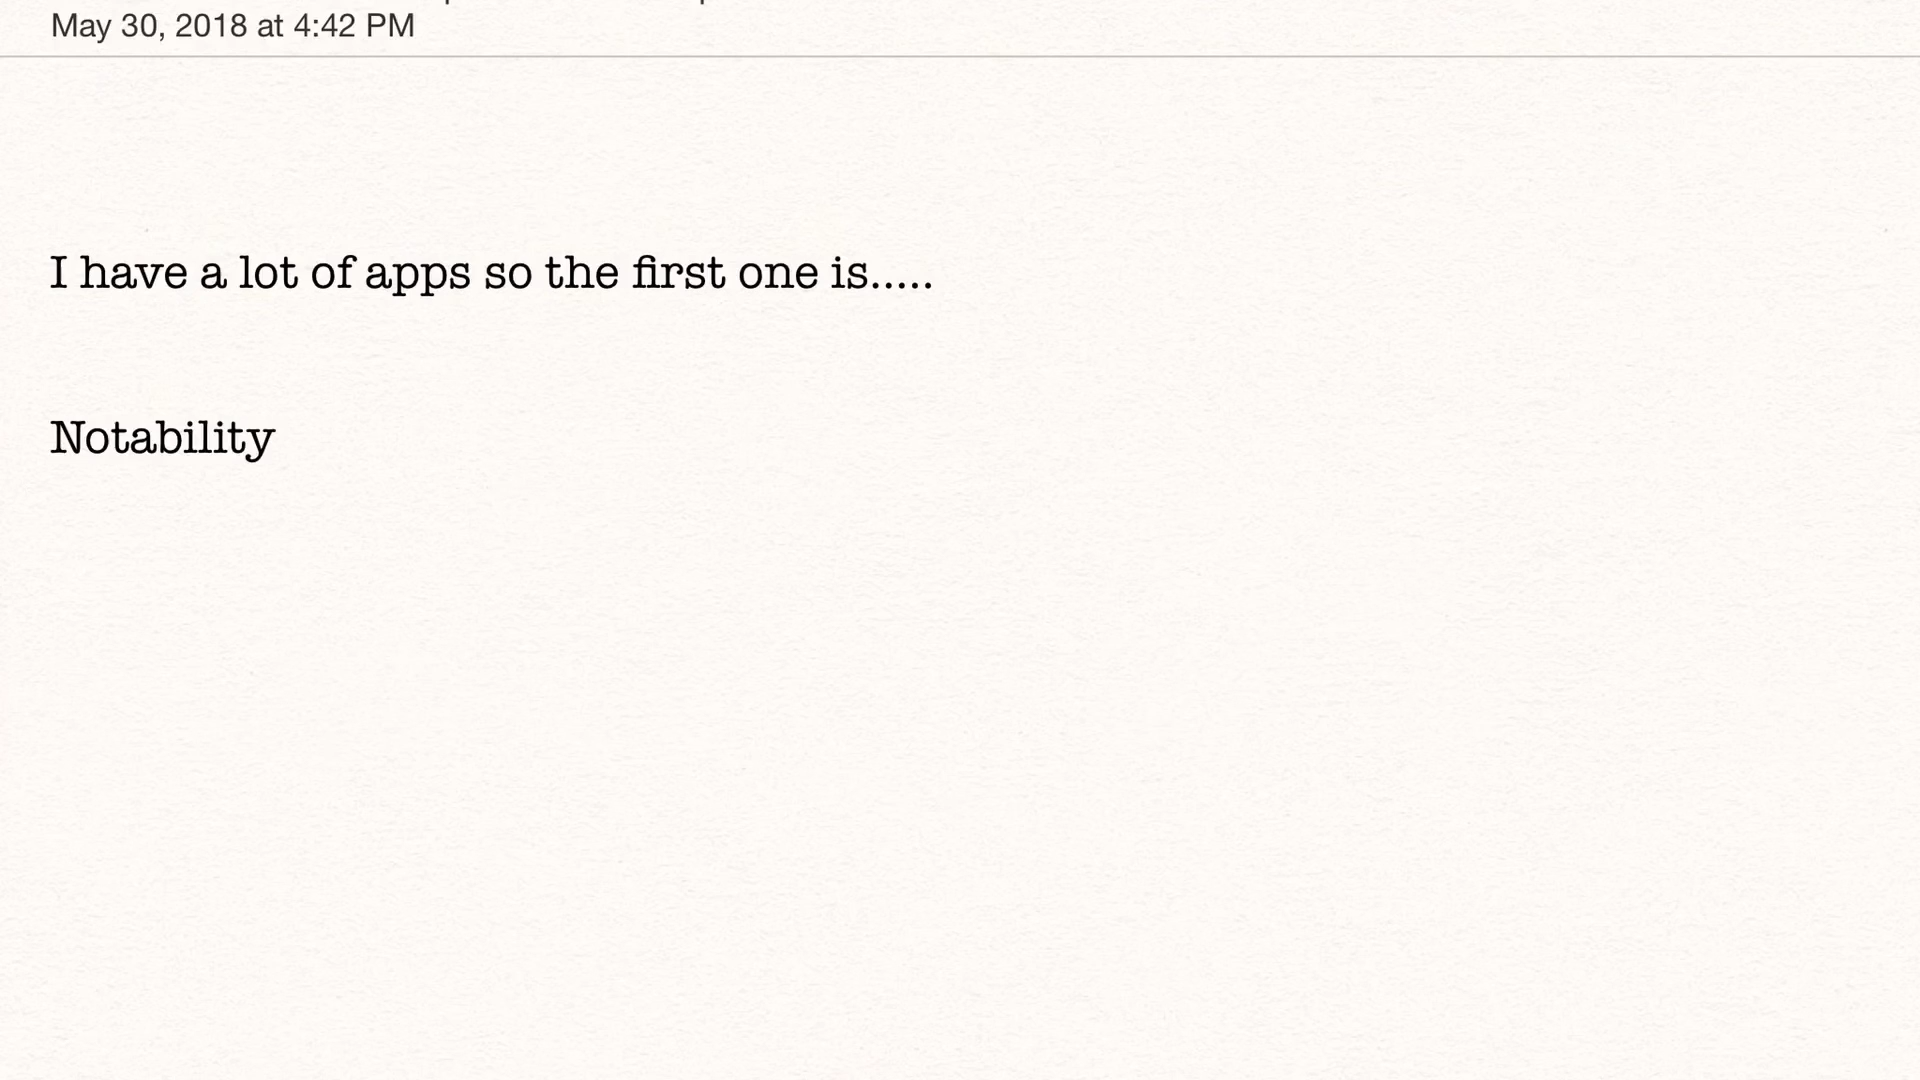 May 30, 2018 at 4:42 PM
I have a lot of apps so the first one is.....
Notability